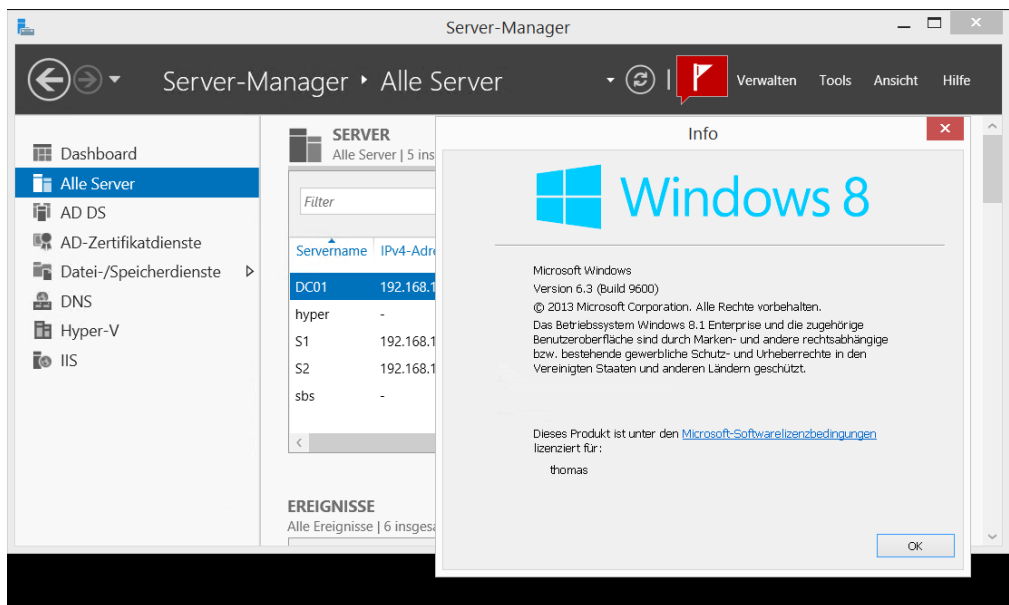 Server-Manager
Server-Manager ‣ Alle Server
Verwalten Tools Ansicht Hilfe
Dashboard
Alle Server
AD DS
AD-Zertifikatdienste
Datei-/Speicherdienste
DNS
Hyper-V
IIS
SERVER
Alle Server | 5 ins
Filter
Servername IPv4-Adre
DC01 192.168.1
hyper -
S1 192.168.1
S2 192.168.1
sbs -
EREIGNISSE
Alle Ereignisse | 6 insgesa
Info
Windows 8
Microsoft Windows
Version 6.3 (Build 9600)
© 2013 Microsoft Corporation. Alle Rechte vorbehalten.
Das Betriebssystem Windows 8.1 Enterprise und die zugehörige
Benutzeroberfläche sind durch Marken- und andere rechtsabhängige
bzw. bestehende gewerbliche Schutz- und Urheberrechte in den
Vereinigten Staaten und anderen Ländern geschützt.
Dieses Produkt ist unter den Microsoft-Softwarelizenzbedingungen
lizenziert für:
thomas
OK